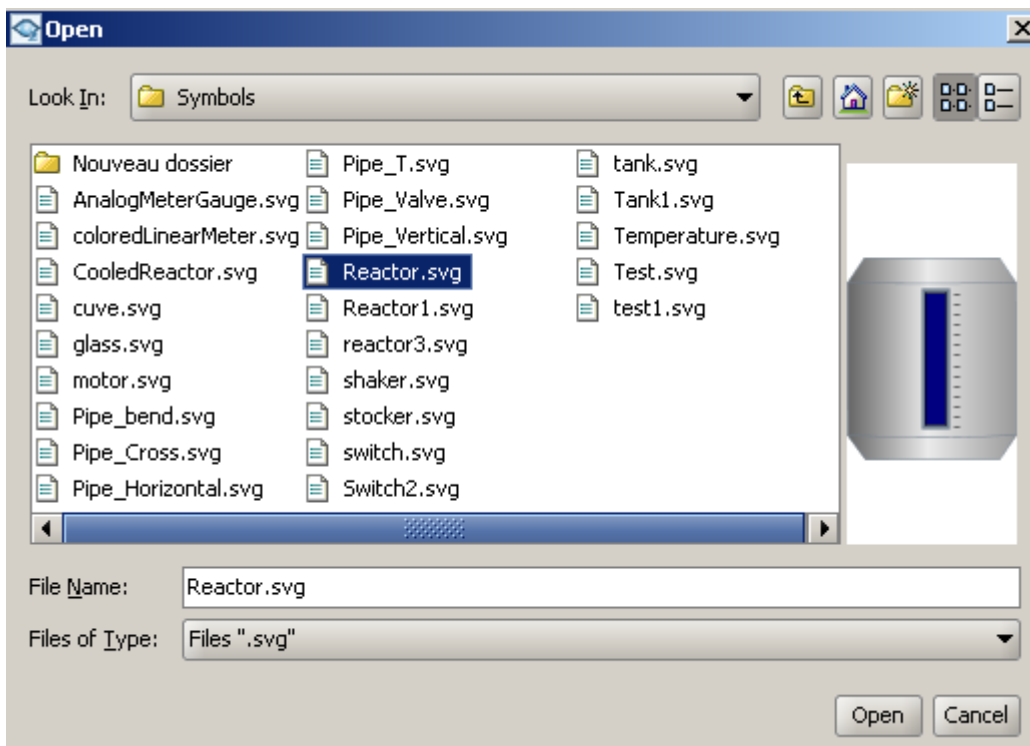 Open
Look In: Symbols
Nouveau dossier
AnalogMeterGauge.svg
coloredLinearMeter.svg
CooledReactor.svg
cuve.svg
glass.svg
motor.svg
Pipe_bend.svg
Pipe_Cross.svg
Pipe_Horizontal.svg
Pipe_T.svg
Pipe_Valve.svg
Pipe_Vertical.svg
Reactor.svg
Reactor1.svg
reactor3.svg
shaker.svg
stocker.svg
switch.svg
Switch2.svg
tank.svg
Tank1.svg
Temperature.svg
Test.svg
test1.svg
File Name: Reactor.svg
Files of Type: Files ".svg"
Open Cancel